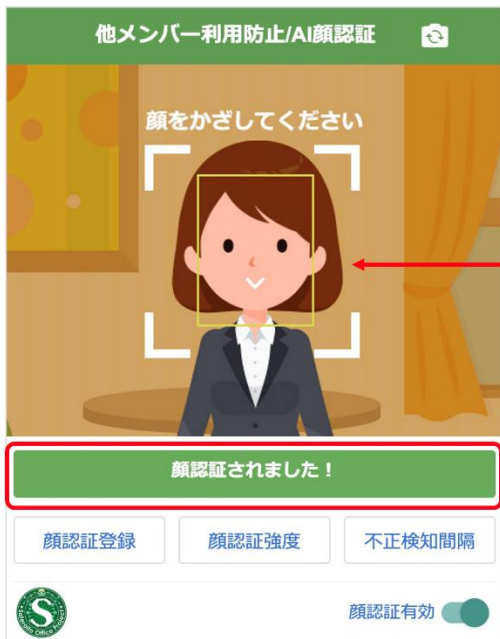 他メンバー利用防止/AI顔認証
顔をかざしてください
顔認証されました！
顔認証登録
顔認証強度
不正検知間隔
S
顔認証有効